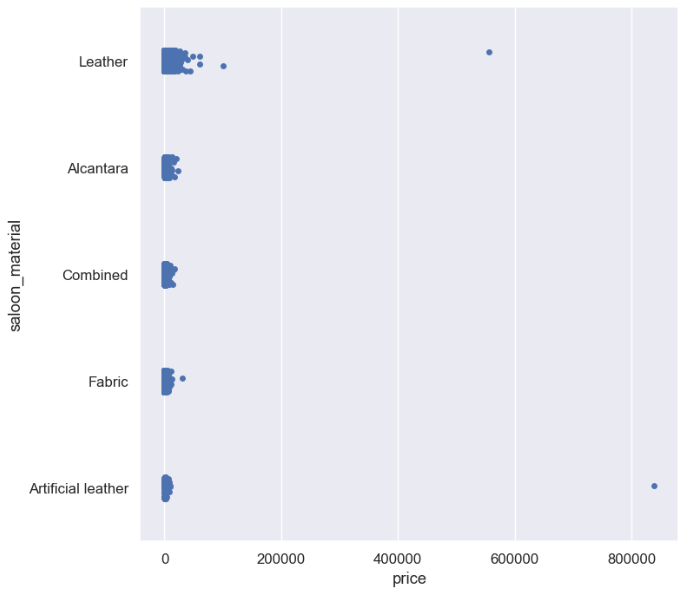 Leather
Alcantara
Combined
Fabric
Artificial leather
saloon_material
0 200000 400000 600000 800000
price